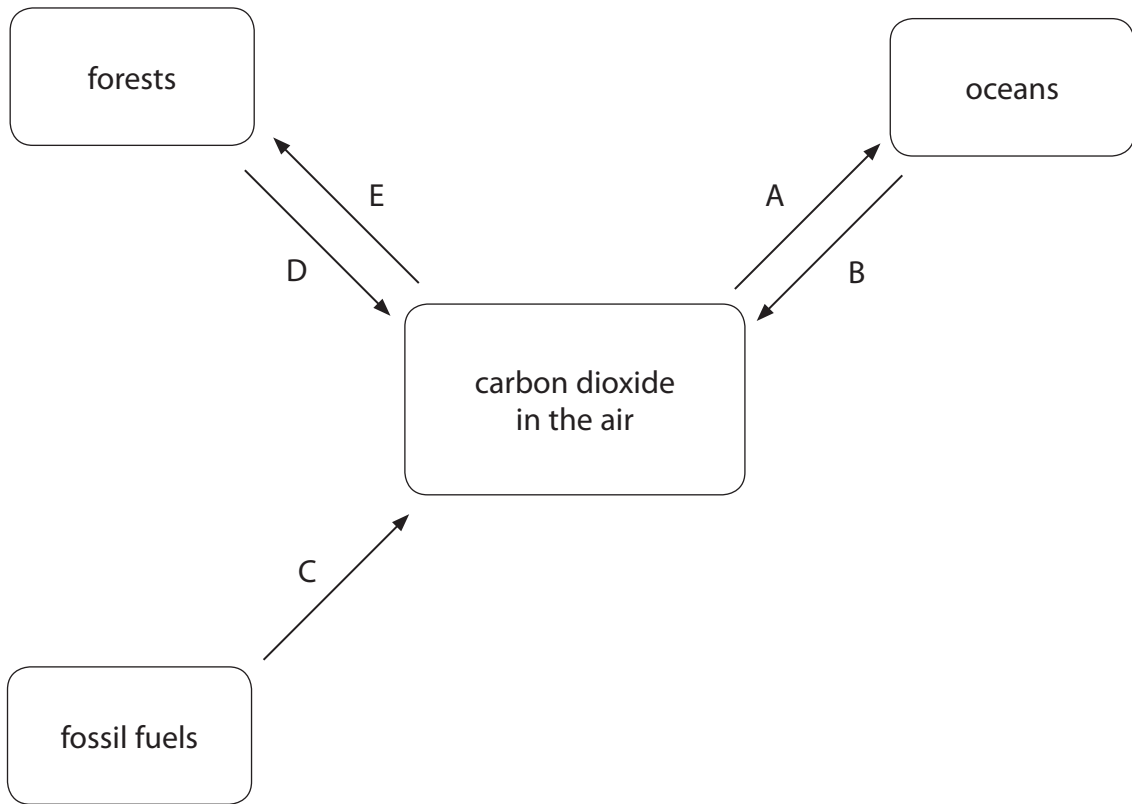 forests
oceans
E
A
D
B
carbon dioxide
in the air
C
fossil fuels